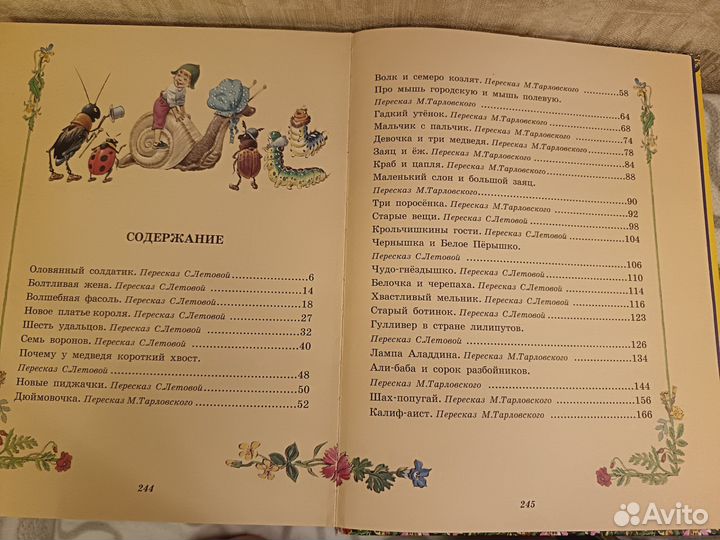 СОДЕРЖАНИЕ
Оловянный солдатик. Пересказ С.Летовой 6
Болтливая жена. Пересказ С.Летовой 14
Волшебная фасоль. Пересказ С.Летовой 18
Новое платье короля. Пересказ С.Летовой 27
Шесть удальцов. Пересказ С.Летовой 32
Семь воронов. Пересказ С.Летовой 40
Почему у медведя короткий хвост.
Пересказ С.Летовой 48
Новые пиджачки. Пересказ С.Летовой 50
Дюймовочка. Пересказ М.Тарловского 52
244
Волк и семеро козлят. Пересказ М.Тарловского 58
Про мышь городскую и мышь полевую.
Пересказ М.Тарловского 64
Гадкий утёнок. Пересказ М.Тарловского 68
Мальчик с пальчик. Пересказ М.Тарловского 74
Девочка и три медведя. Пересказ М.Тарловского 78
Заяц и ёж. Пересказ М.Тарловского 84
Краб и цапля. Пересказ М.Тарловского 88
Маленький слон и большой заяц.
Пересказ М.Тарловского 90
Три поросёнка. Пересказ М.Тарловского 92
Старые вещи. Пересказ С.Летовой 98
Крольчишкины гости. Пересказ С.Летовой 104
Чернышка и Белое Пёрышко.
Пересказ С.Летовой 106
Чудо-гнёздышко. Пересказ С.Летовой 110
Белочка и черепаха. Пересказ С.Летовой 114
Хвастливый мельник. Пересказ С.Летовой 116
Старый ботинок. Пересказ С.Летовой 123
Гулливер в стране лилипутов.
Пересказ С.Летовой 126
Лампа Аладдина. Пересказ М.Тарловского 134
Али-баба и сорок разбойников.
Пересказ М.Тарловского 144
Шах-попугай. Пересказ М.Тарловского 156
Калиф-аист. Пересказ М.Тарловского 166
245
Avito